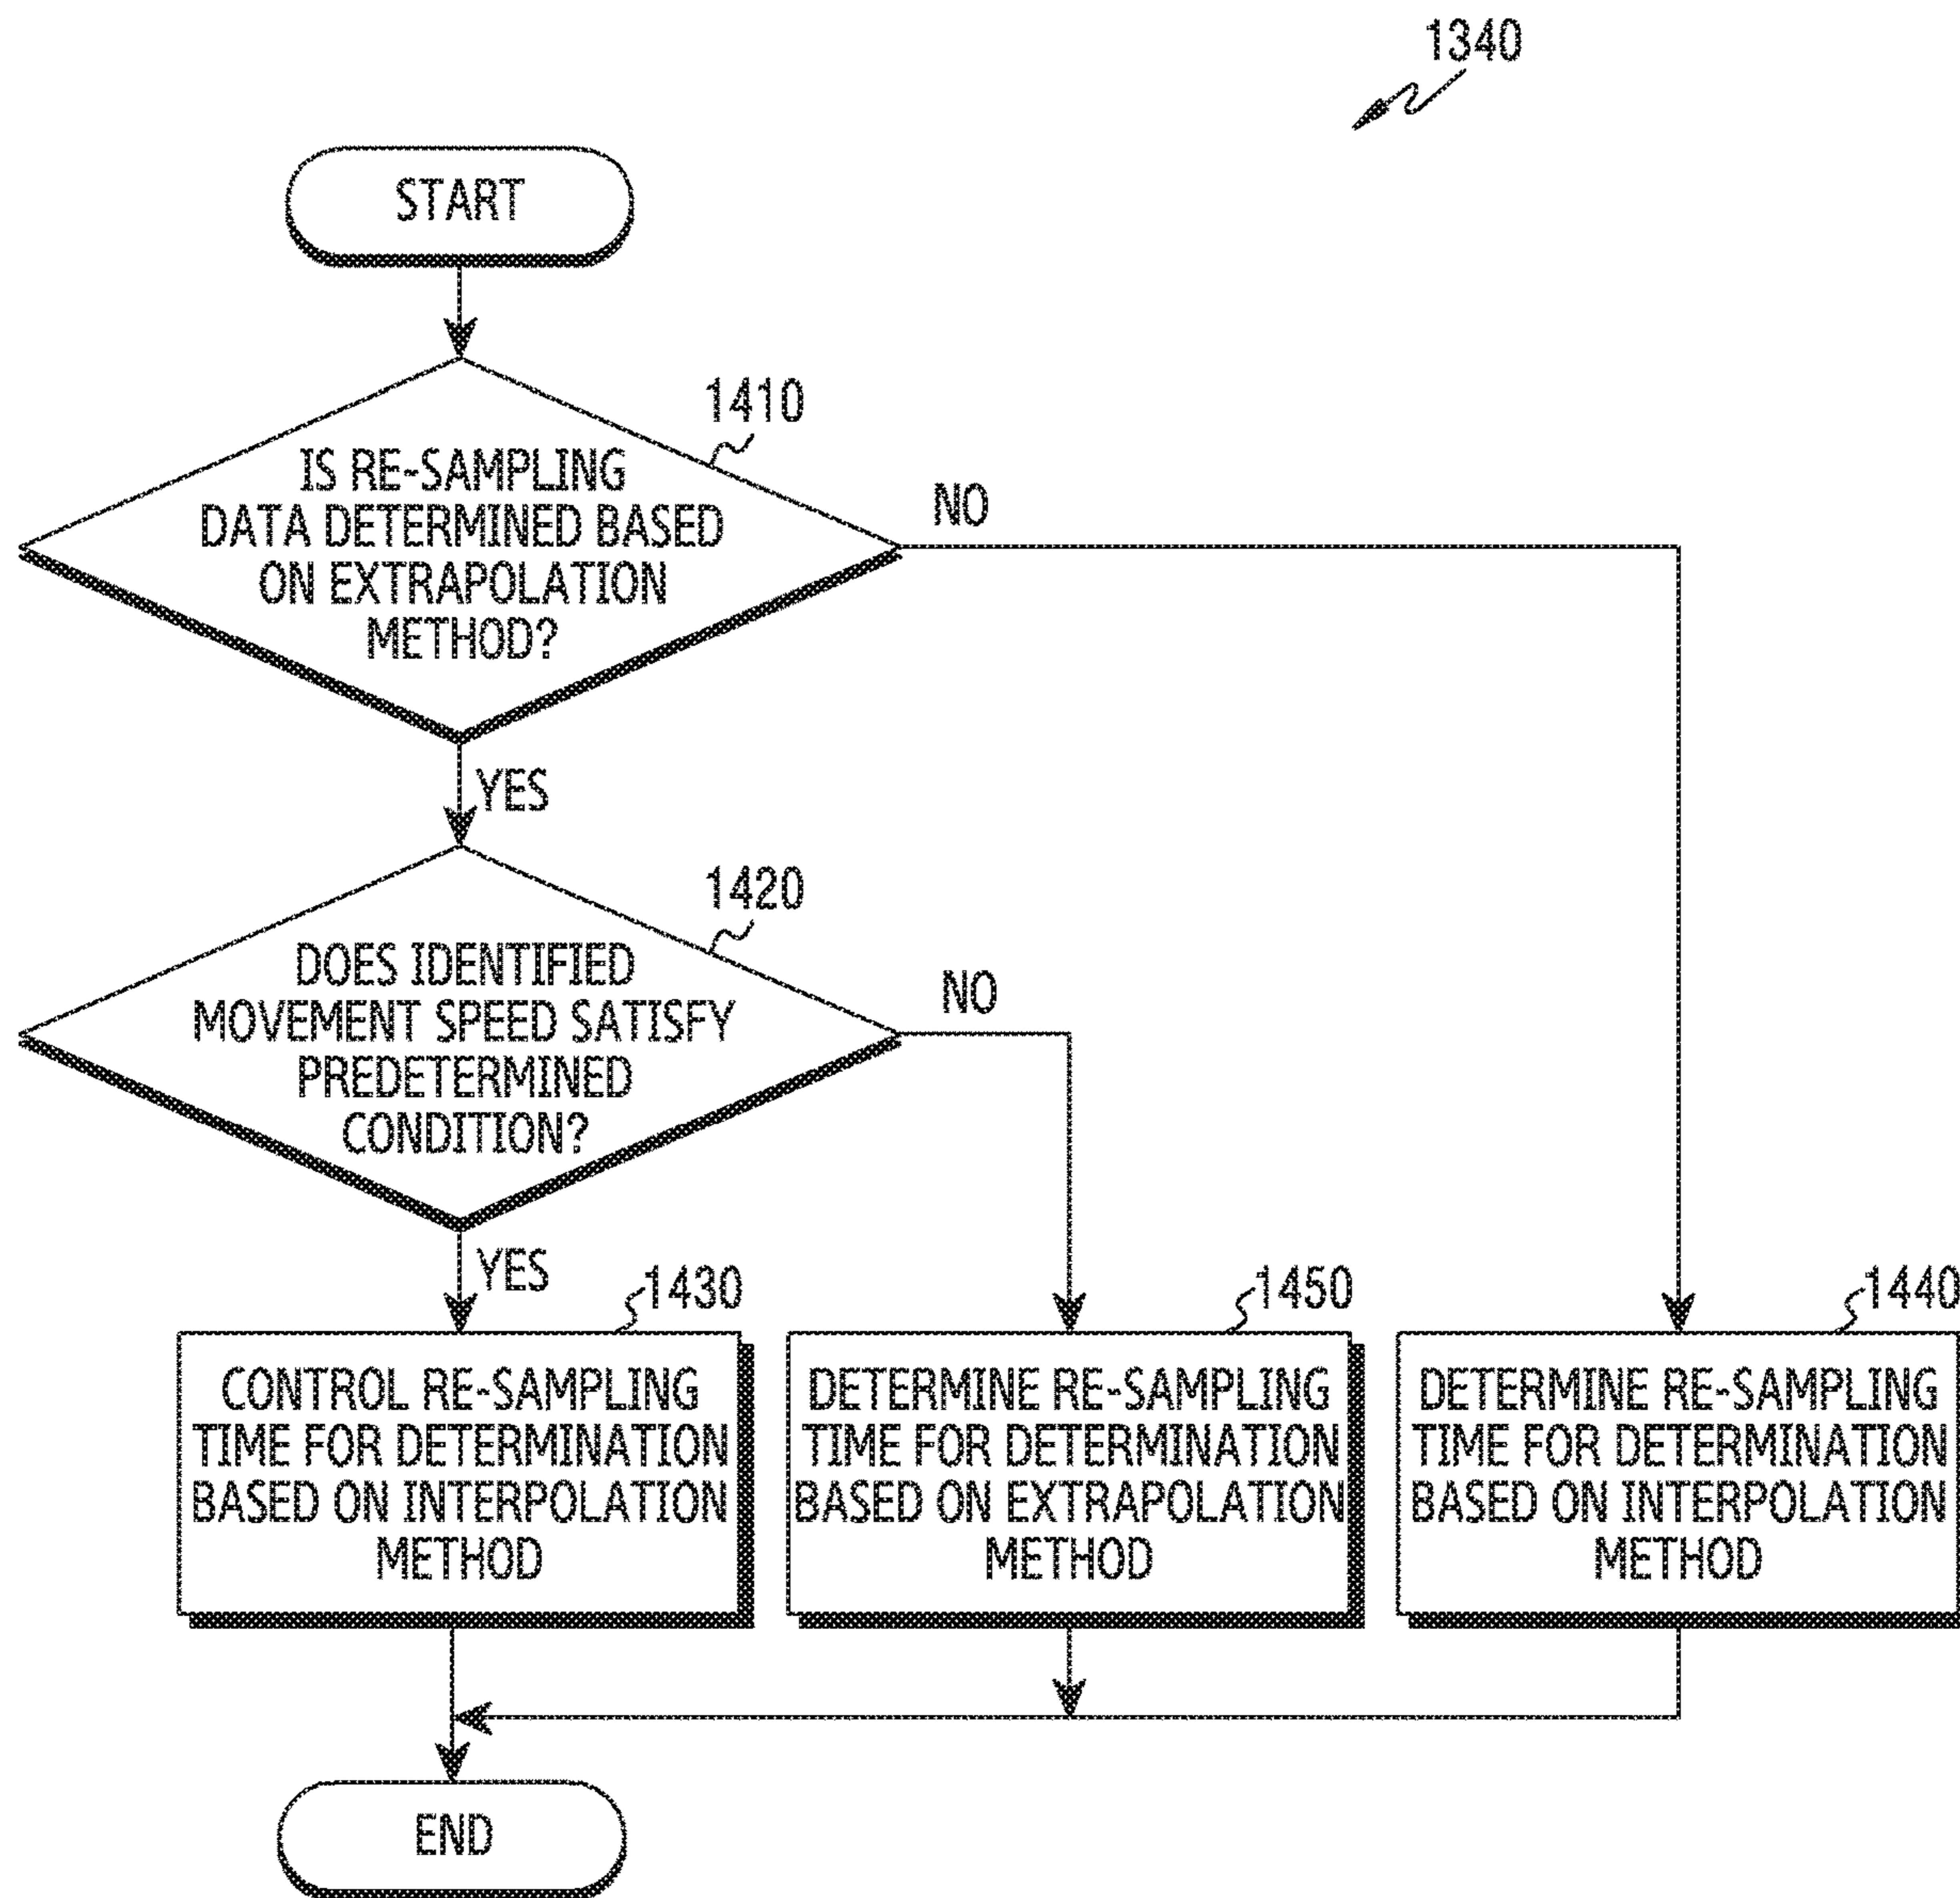 1340
START
1410
IS RE-SAMPLING
DATA DETERMINED BASED
ON EXTRAPOLATION
METHOD?
NO
YES
1420
DOES IDENTIFIED
MOVEMENT SPEED SATISFY
PREDETERMINED
CONDITION?
NO
YES
1430
CONTROL RE-SAMPLING
TIME FOR DETERMINATION
BASED ON INTERPOLATION
METHOD
1450
DETERMINE RE-SAMPLING
TIME FOR DETERMINATION
BASED ON EXTRAPOLATION
METHOD
1440
DETERMINE RE-SAMPLING
TIME FOR DETERMINATION
BASED ON INTERPOLATION
METHOD
END